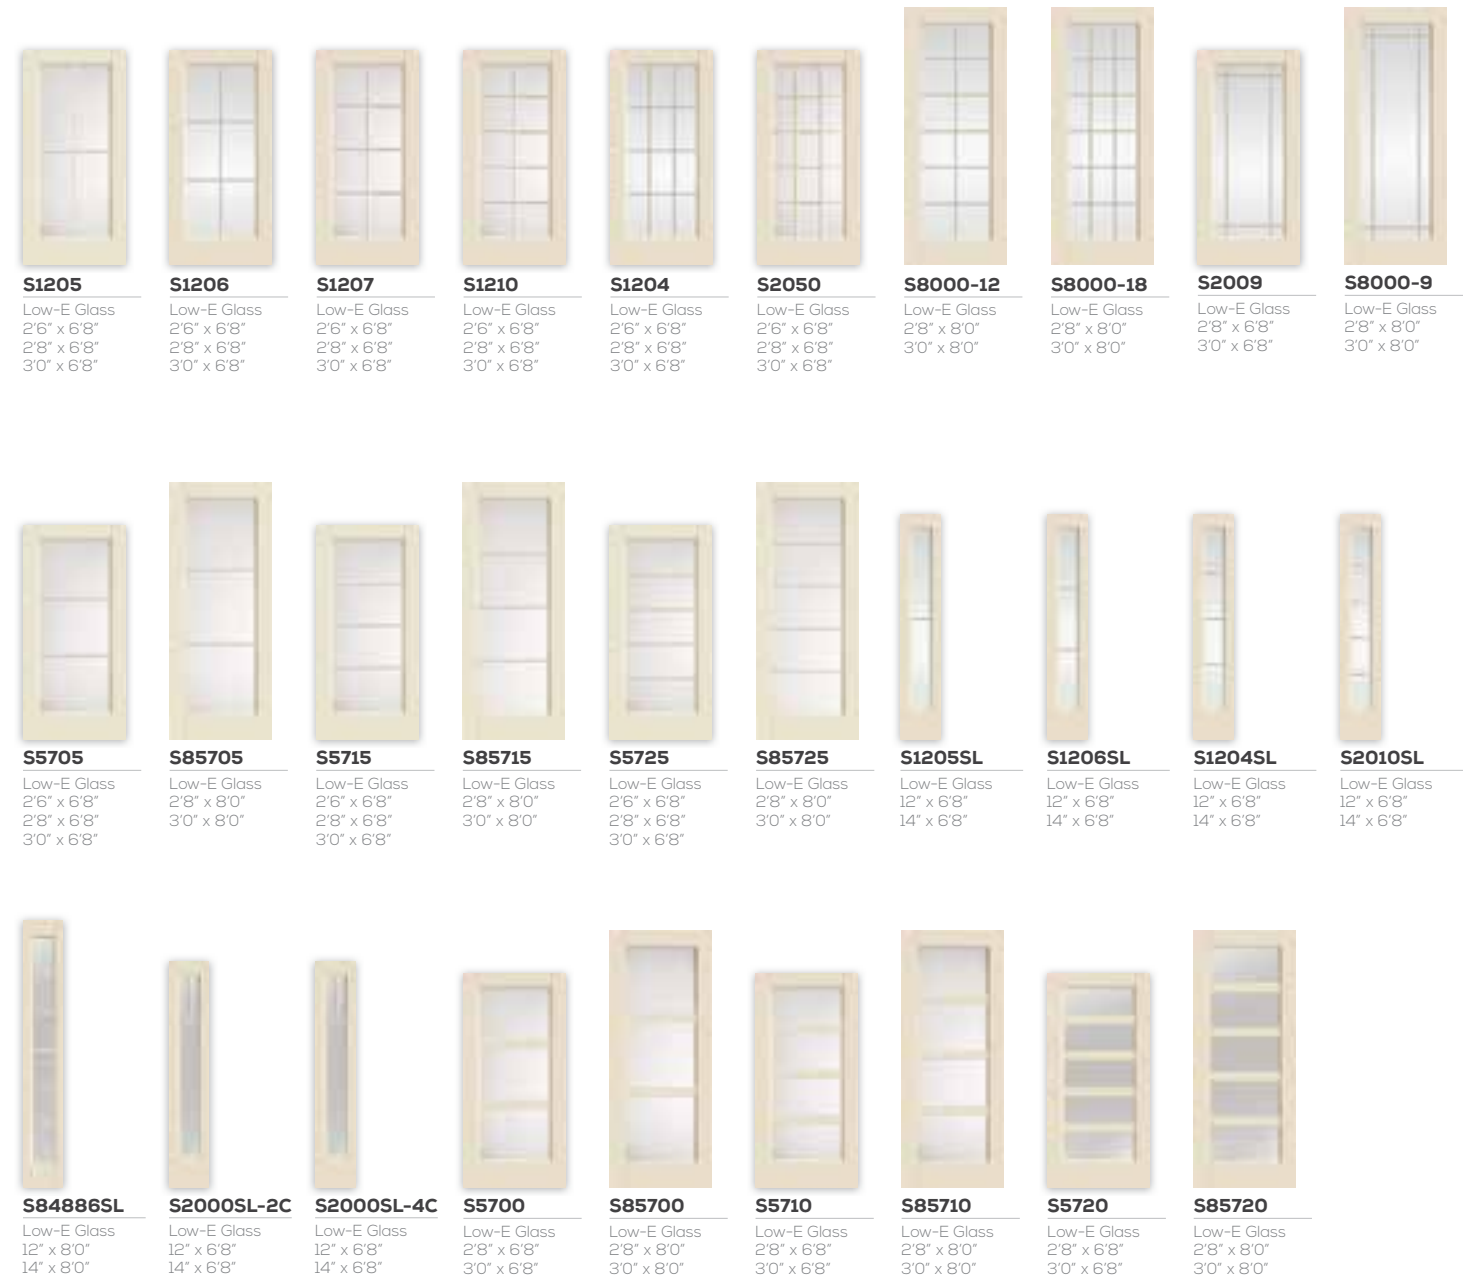 S1205
Low-E Glass
2'6" x 6'8"
2'8" x 6'8"
3'0" x 6'8"
S1206
Low-E Glass
2'6" x 6'8"
2'8" x 6'8"
3'0" x 6'8"
S1207
Low-E Glass
2'6" x 6'8"
2'8" x 6'8"
3'0" x 6'8"
S1210
Low-E Glass
2'6" x 6'8"
2'8" x 6'8"
3'0" x 6'8"
S1204
Low-E Glass
2'6" x 6'8"
2'8" x 6'8"
3'0" x 6'8"
S2050
Low-E Glass
2'6" x 6'8"
2'8" x 6'8"
3'0" x 6'8"
S8000-12
Low-E Glass
2'8" x 8'0"
3'0" x 8'0"
S8000-18
Low-E Glass
2'8" x 8'0"
3'0" x 8'0"
S2009
Low-E Glass
2'8" x 6'8"
3'0" x 6'8"
S8000-9
Low-E Glass
2'8" x 8'0"
3'0" x 8'0"
S5705
Low-E Glass
2'6" x 6'8"
2'8" x 6'8"
3'0" x 6'8"
S85705
Low-E Glass
2'8" x 8'0"
3'0" x 8'0"
S5715
Low-E Glass
2'6" x 6'8"
2'8" x 6'8"
3'0" x 6'8"
S85715
Low-E Glass
2'8" x 8'0"
3'0" x 8'0"
S5725
Low-E Glass
2'6" x 6'8"
2'8" x 6'8"
3'0" x 6'8"
S85725
Low-E Glass
2'8" x 8'0"
3'0" x 8'0"
S1205SL
Low-E Glass
12" x 6'8"
14" x 6'8"
S1206SL
Low-E Glass
12" x 6'8"
14" x 6'8"
S1204SL
Low-E Glass
12" x 6'8"
14" x 6'8"
S2010SL
Low-E Glass
12" x 6'8"
14" x 6'8"
S84886SL
Low-E Glass
12" x 8'0"
14" x 8'0"
S2000SL-2C
Low-E Glass
12" x 6'8"
14" x 6'8"
S2000SL-4C
Low-E Glass
12" x 6'8"
14" x 6'8"
S5700
Low-E Glass
2'8" x 6'8"
3'0" x 6'8"
S85700
Low-E Glass
2'8" x 8'0"
3'0" x 8'0"
S5710
Low-E Glass
2'8" x 6'8"
3'0" x 6'8"
S85710
Low-E Glass
2'8" x 8'0"
3'0" x 8'0"
S5720
Low-E Glass
2'8" x 6'8"
3'0" x 6'8"
S85720
Low-E Glass
2'8" x 8'0"
3'0" x 8'0"